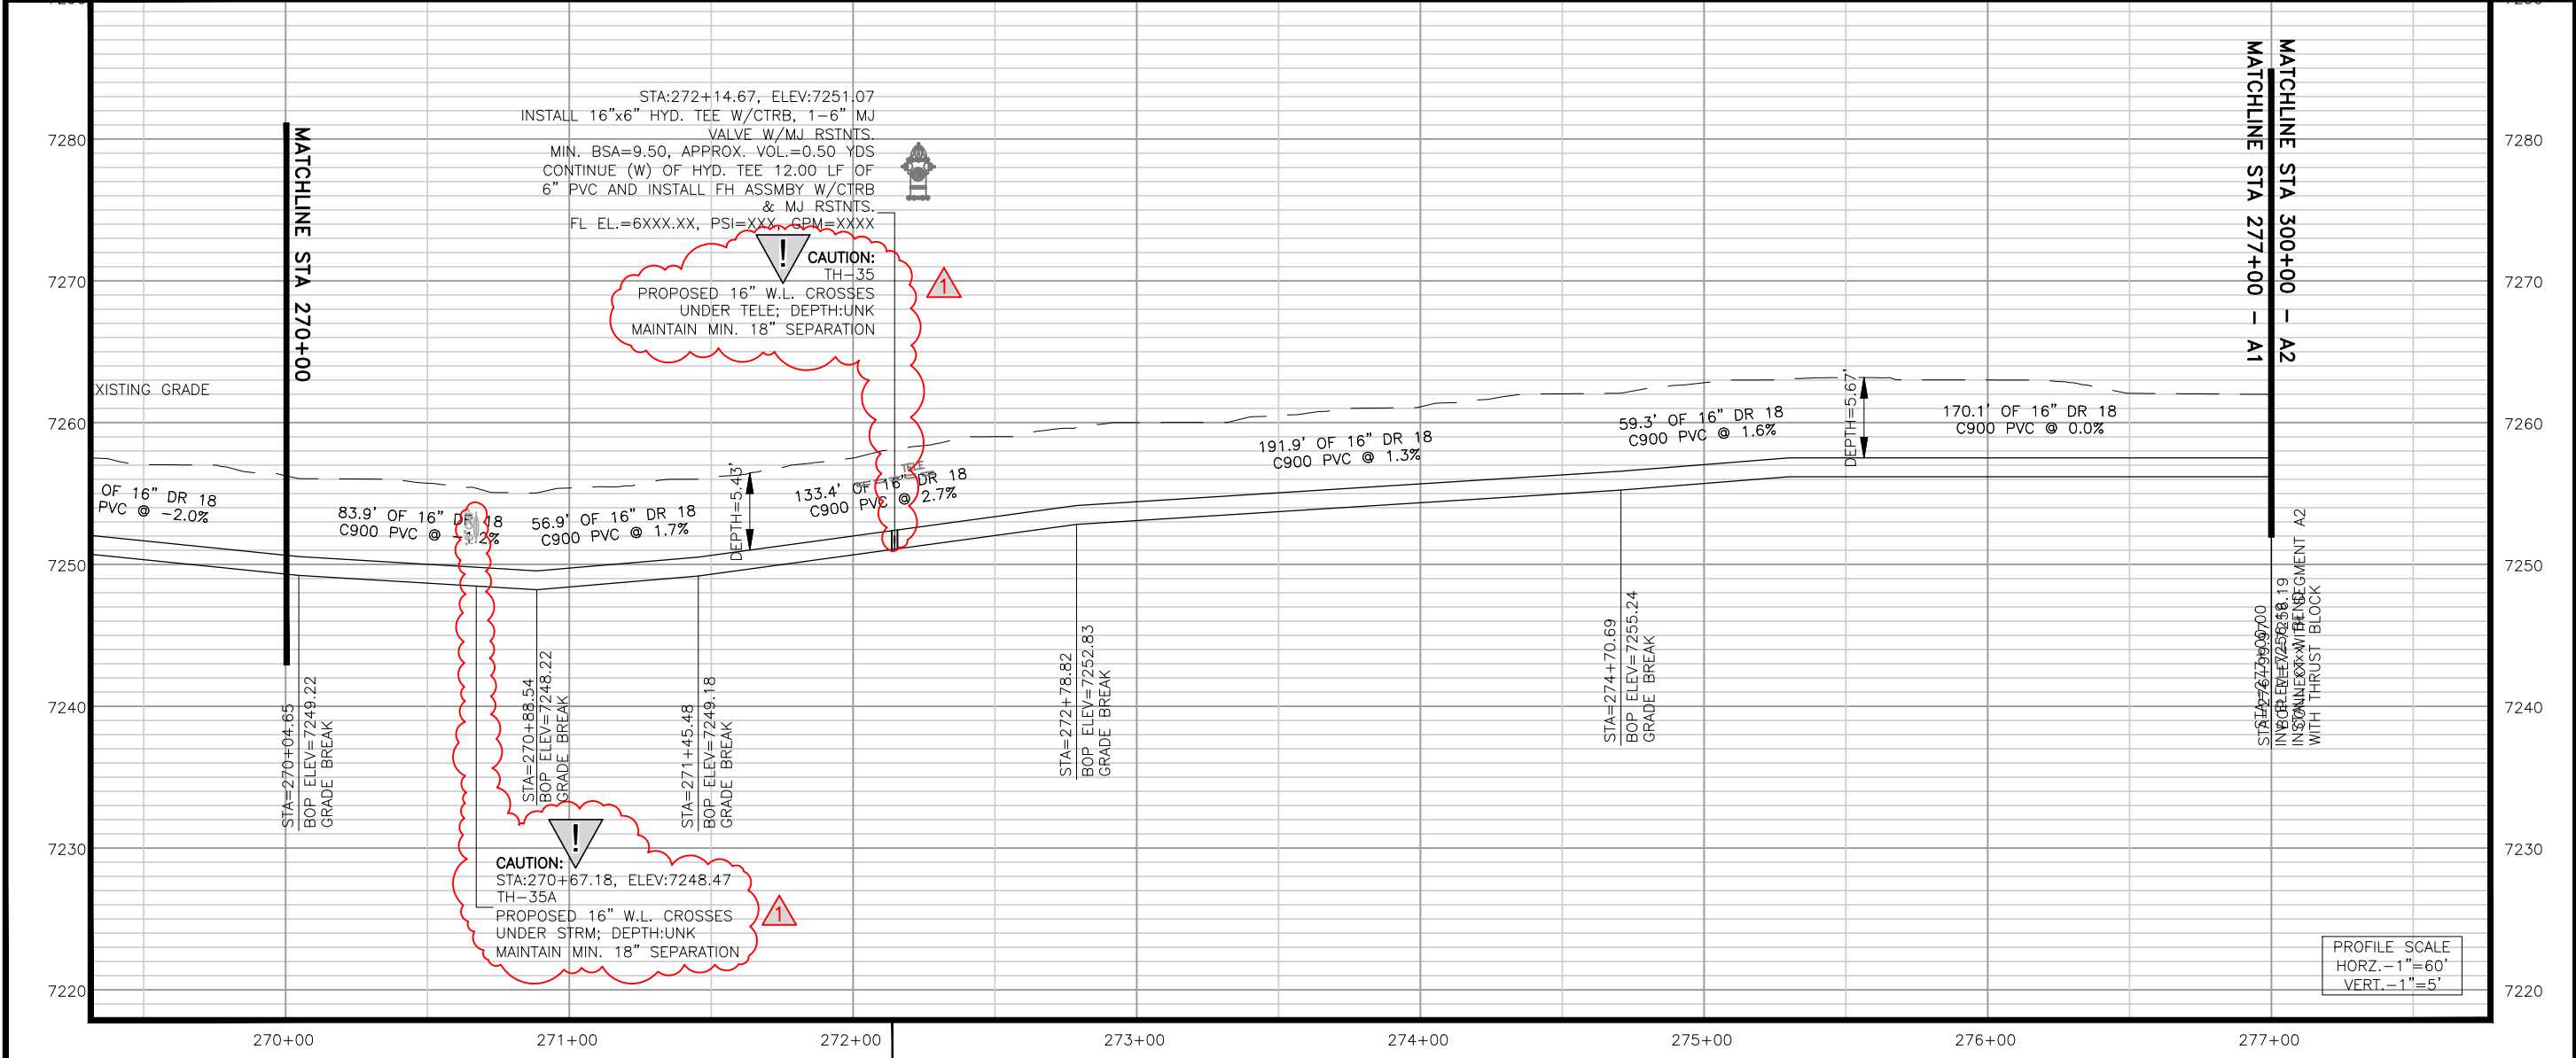 STA:272+14.67, ELEV:7251.07
INSTALL 16"x6" HYD. TEE W/CTRB, 1-6" MJ
VALVE W/MJ RSTNTS.
MIN. BSA=9.50, APPROX. VOL.=0.50 YDS
CONTINUE (W) OF HYD. TEE 12.00 LF OF
6" PVC AND INSTALL FH ASSMBY W/CTRB
& MJ RSTNTS.
FL EL.=6XXX.XX, PSI=XXX, GPM=XXXX
!
CAUTION:
TH-35
PROPOSED 16" W.L. CROSSES
UNDER TELE; DEPTH:UNK
MAINTAIN MIN. 18" SEPARATION
1
MATCHLINE STA 270+00
MATCHLINE STA 277+00 - A1
MATCHLINE STA 300+00 - A2
7280
7270
7260
7250
7240
7230
7220
7280
7270
7260
7250
7240
7230
7220
XISTING GRADE
OF 16" DR 18
PVC @ -2.0%
83.9' OF 16" DR 18
C900 PVC @ -1.2%
56.9' OF 16" DR 18
C900 PVC @ 1.7%
DEPTH=5.43'
133.4' OF 16" DR 18
C900 PVC @ 2.7%
TELE
191.9' OF 16" DR 18
C900 PVC @ 1.3%
59.3' OF 16" DR 18
C900 PVC @ 1.6%
DEPTH=5.67'
170.1' OF 16" DR 18
C900 PVC @ 0.0%
STA=270+04.65
BOP ELEV=7249.22
GRADE BREAK
STA=270+88.54
BOP ELEV=7248.22
GRADE BREAK
STA=271+45.48
BOP ELEV=7249.18
GRADE BREAK
STA=272+78.82
BOP ELEV=7252.83
GRADE BREAK
STA=274+70.69
BOP ELEV=7255.24
GRADE BREAK
WITH THRUST BLOCK
!
CAUTION:
STA:270+67.18, ELEV:7248.47
TH-35A
PROPOSED 16" W.L. CROSSES
UNDER STRM; DEPTH:UNK
MAINTAIN MIN. 18" SEPARATION
1
PROFILE SCALE
HORZ.-1"=60'
VERT.-1"=5'
270+00
271+00
272+00
273+00
274+00
275+00
276+00
277+00